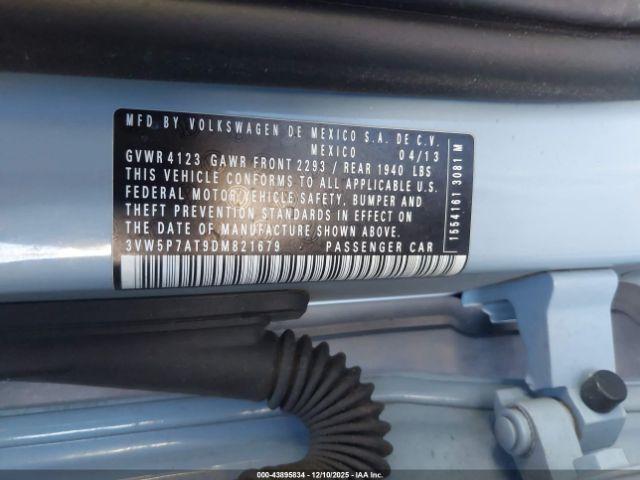 MFD BY VOLKSWAGEN DE MEXICO S.A. DE C.V.
MEXICO 04/13
GVWR 4123 GAWR FRONT 2293 / REAR 1940 LBS
THIS VEHICLE CONFORMS TO ALL APPLICABLE U.S.
FEDERAL MOTOR VEHICLE SAFETY, BUMPER AND
THEFT PREVENTION STANDARDS IN EFFECT ON
THE DATE OF MANUFACTURE SHOWN ABOVE.
3VW5P7AT9DM821679 PASSENGER CAR
1554161 3081 M
000-43895834 - 12/10/2025 - IAAI.COM